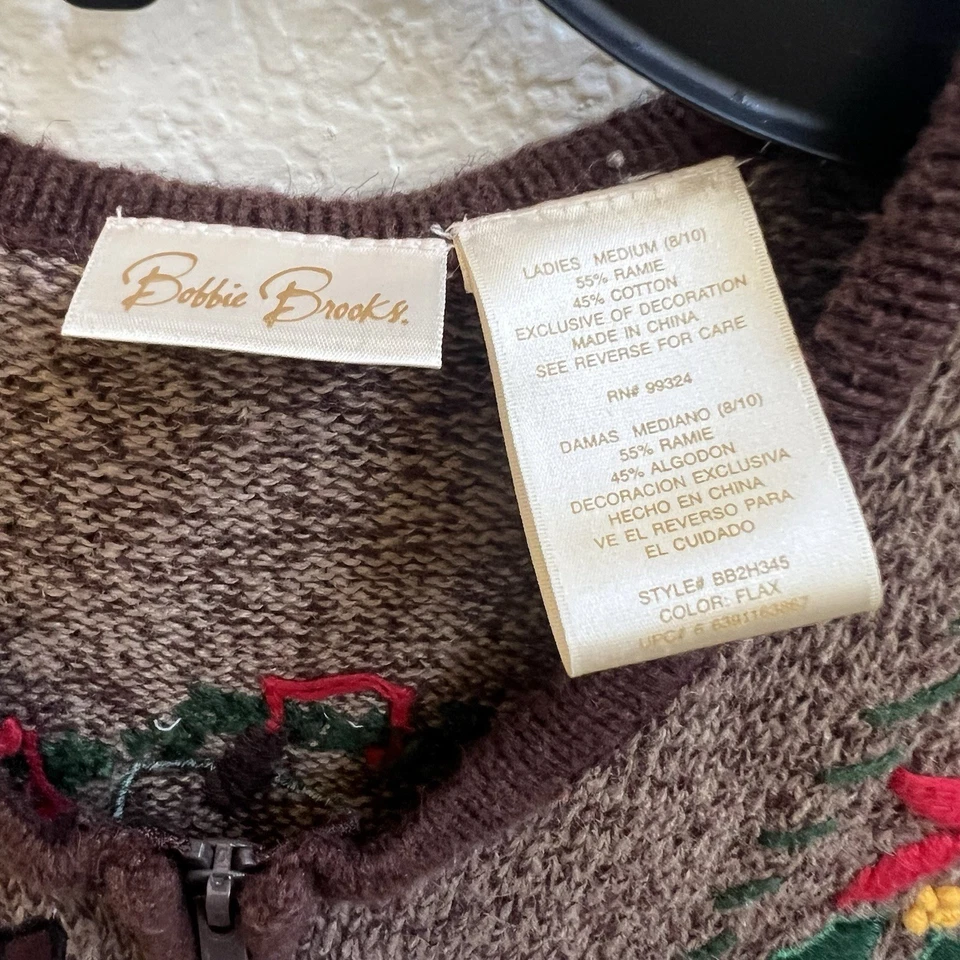 Bobbie Brooks.
LADIES MEDIUM (8/10)
55% RAMIE
45% COTTON
EXCLUSIVE OF DECORATION
MADE IN CHINA
SEE REVERSE FOR CARE
RN# 99324
DAMAS MEDIANO (8/10)
55% RAMIE
45% ALGODON
DECORACION EXCLUSIVA
HECHO EN CHINA
VE EL REVERSO PARA
EL CUIDADO
STYLE# BB2H345
COLOR: FLAX
UPC# 6